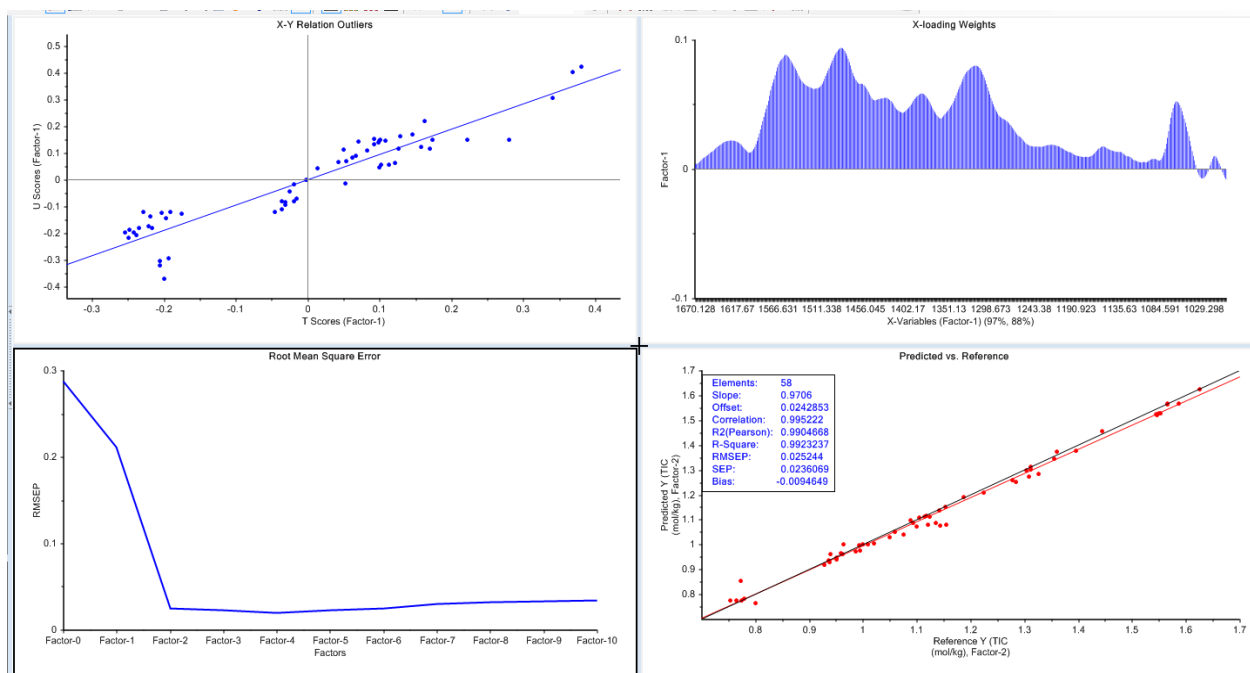 X-Y Relation Outliers
U Scores (Factor-1)
0.5
0.4
0.3
0.2
0.1
0
-0.1
-0.2
-0.3
-0.4
-0.3 -0.2 -0.1 0 0.1 0.2 0.3 0.4
T Scores (Factor-1)
X-loading Weights
Factor-1
0.1
0
-0.1
1670.128 1617.67 1566.631 1511.338 1456.045 1402.17 1351.13 1298.673 1243.38 1190.923 1135.63 1084.591 1029.298
X-Variables (Factor-1) (97%, 88%)
Root Mean Square Error
RMSEP
0.3
0.2
0.1
0
Factor-0 Factor-1 Factor-2 Factor-3 Factor-4 Factor-5 Factor-6 Factor-7 Factor-8 Factor-9 Factor-10
Factors
Predicted vs. Reference
Predicted Y (TIC
(mol/kg), Factor-2)
1.7
1.6
1.5
1.4
1.3
1.2
1.1
1
0.9
0.8
Elements: 58
Slope: 0.9706
Offset: 0.0242853
Correlation: 0.995222
R2(Pearson): 0.9904668
R-Square: 0.9923237
RMSEP: 0.025244
SEP: 0.0236069
Bias: -0.0094649
0.8 0.9 1 1.1 1.2 1.3 1.4 1.5 1.6 1.7
Reference Y (TIC
(mol/kg), Factor-2)